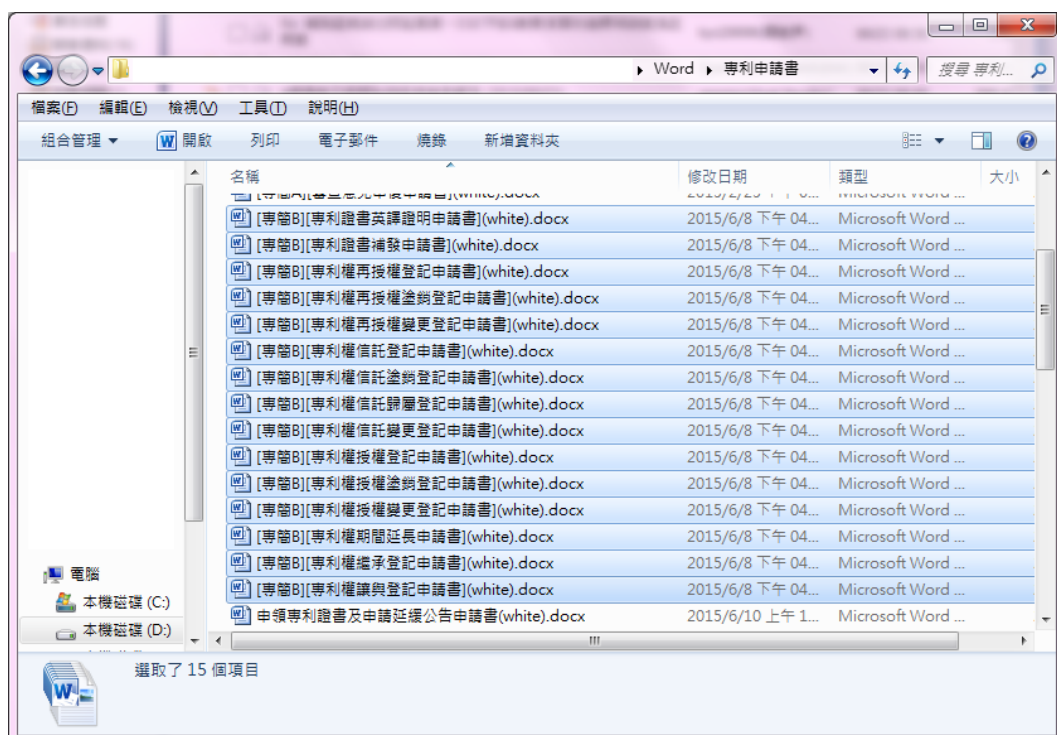 Word ▸ 專利申請書
搜尋 專利...
檔案(F) 編輯(E) 檢視(V) 工具(T) 說明(H)
組合管理 開啟 列印 電子郵件 燒錄 新增資料夾
名稱 修改日期 類型 大小
[專簡B][專利證書英譯證明申請書](white).docx 2015/6/8 下午 04... Microsoft Word ...
[專簡B][專利證書補發申請書](white).docx 2015/6/8 下午 04... Microsoft Word ...
[專簡B][專利權再授權登記申請書](white).docx 2015/6/8 下午 04... Microsoft Word ...
[專簡B][專利權再授權塗銷登記申請書](white).docx 2015/6/8 下午 04... Microsoft Word ...
[專簡B][專利權再授權變更登記申請書](white).docx 2015/6/8 下午 04... Microsoft Word ...
[專簡B][專利權信託登記申請書](white).docx 2015/6/8 下午 04... Microsoft Word ...
[專簡B][專利權信託塗銷登記申請書](white).docx 2015/6/8 下午 04... Microsoft Word ...
[專簡B][專利權信託歸屬登記申請書](white).docx 2015/6/8 下午 04... Microsoft Word ...
[專簡B][專利權信託變更登記申請書](white).docx 2015/6/8 下午 04... Microsoft Word ...
[專簡B][專利權授權登記申請書](white).docx 2015/6/8 下午 04... Microsoft Word ...
[專簡B][專利權授權塗銷登記申請書](white).docx 2015/6/8 下午 04... Microsoft Word ...
[專簡B][專利權授權變更登記申請書](white).docx 2015/6/8 下午 04... Microsoft Word ...
[專簡B][專利權期間延長申請書](white).docx 2015/6/8 下午 04... Microsoft Word ...
[專簡B][專利權繼承登記申請書](white).docx 2015/6/8 下午 04... Microsoft Word ...
[專簡B][專利權讓與登記申請書](white).docx 2015/6/8 下午 04... Microsoft Word ...
申領專利證書及申請延緩公告申請書(white).docx 2015/6/10 上午 1... Microsoft Word ...
電腦
本機磁碟 (C:)
本機磁碟 (D:)
選取了 15 個項目